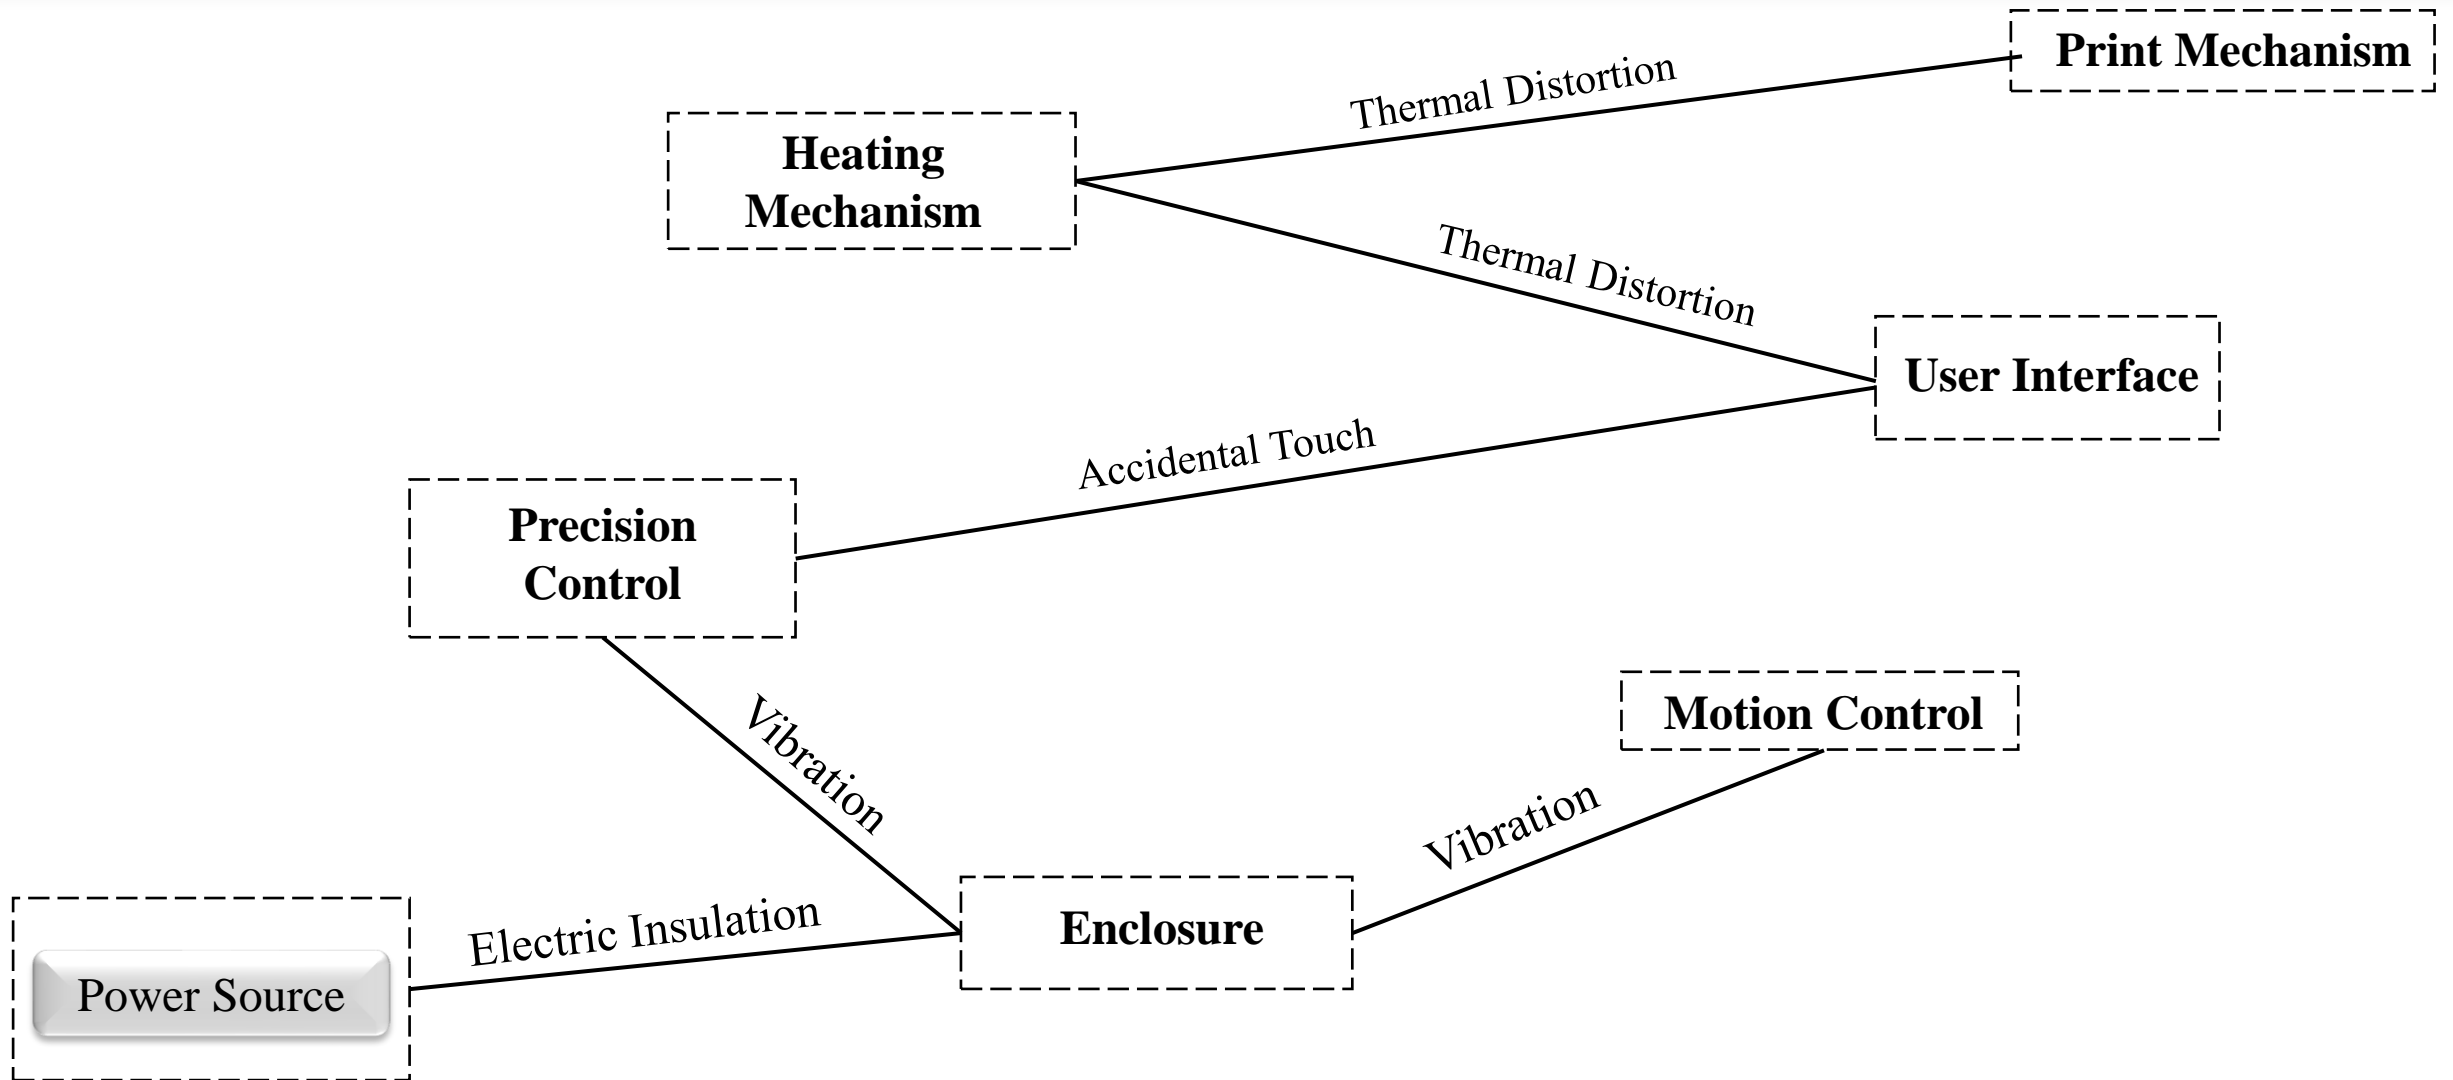 Print Mechanism
Thermal Distortion
Heating
Mechanism
Thermal Distortion
User Interface
Accidental Touch
Precision
Control
Motion Control
Vibration
Vibration
Enclosure
Electric Insulation
Power Source